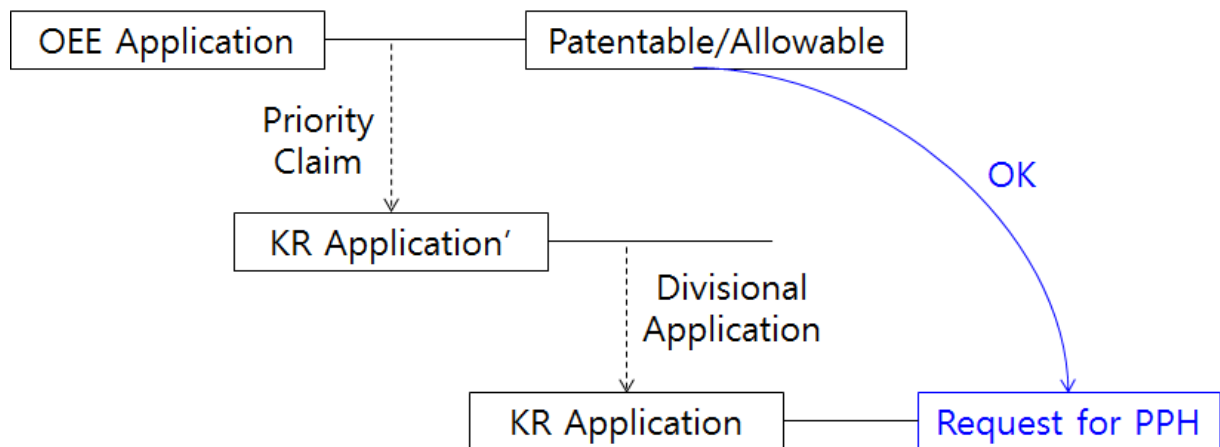 OEE Application
Patentable/Allowable
Priority
Claim
OK
KR Application’
Divisional
Application
KR Application
Request for PPH